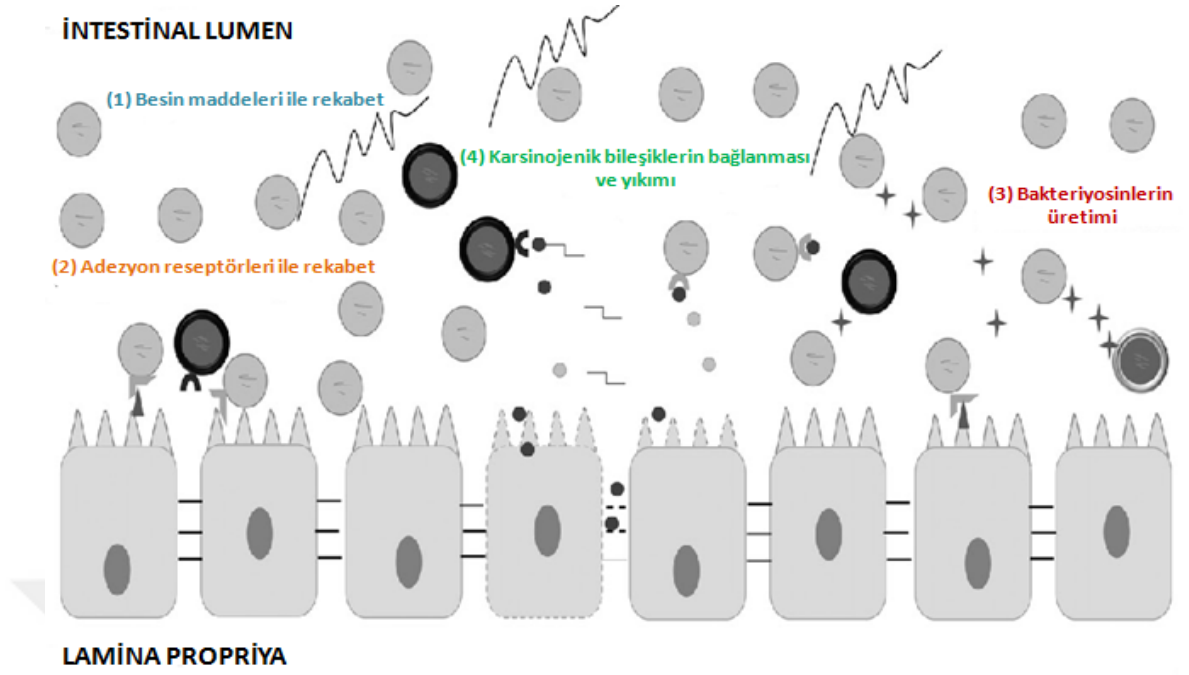 İNTESTİNAL LUMEN
(1) Besin maddeleri ile rekabet
(4) Karsinojenik bileşiklerin bağlanması
ve yıkımı
(3) Bakteriyosinlerin
üretimi
(2) Adezyon reseptörleri ile rekabet
LAMİNA PROPRİYA